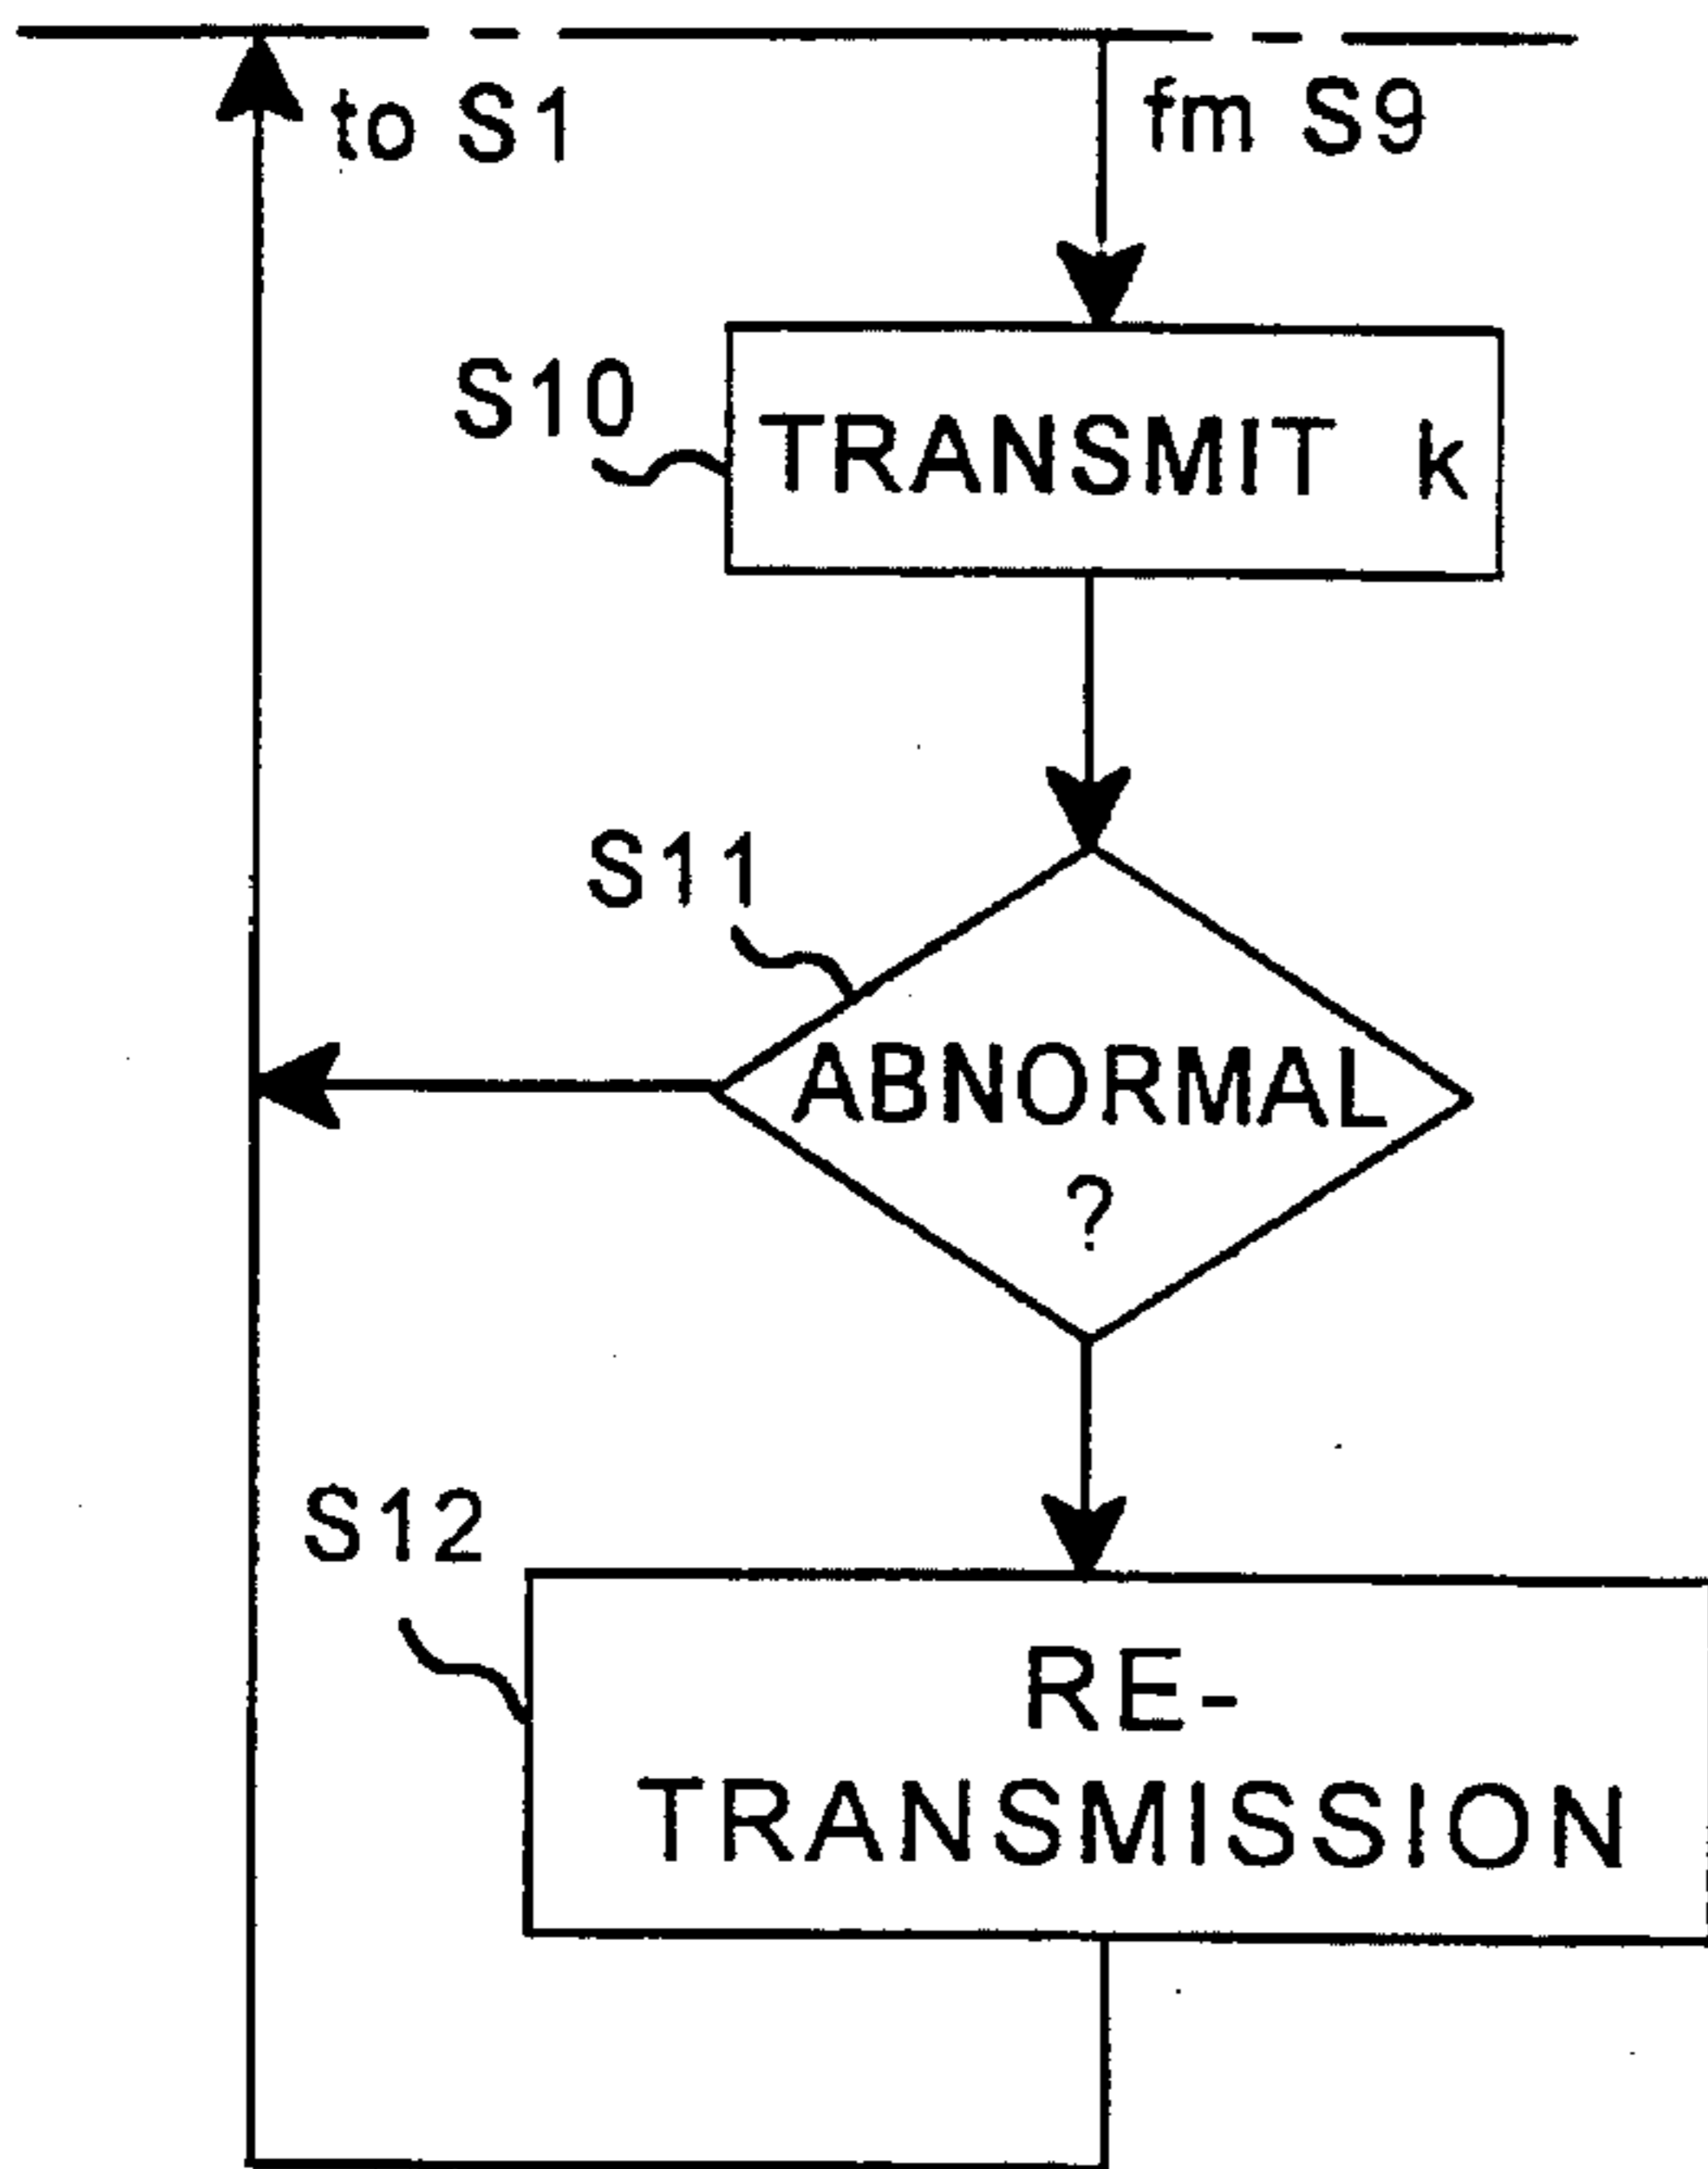 to S1
fm S9
S10
TRANSMIT k
S11
ABNORMAL
?
S12
RE-
TRANSMISSION